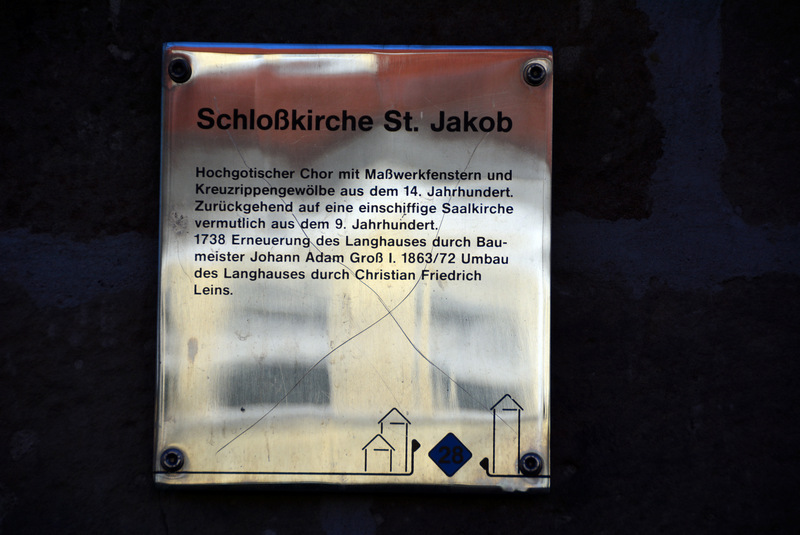 Schloßkirche St. Jakob
Hochgotischer Chor mit Maßwerkfenstern und
Kreuzrippengewölbe aus dem 14. Jahrhundert.
Zurückgehend auf eine einschiffige Saalkirche
vermutlich aus dem 9. Jahrhundert.
1738 Erneuerung des Langhauses durch Bau-
meister Johann Adam Groß I. 1863/72 Umbau
des Langhauses durch Christian Friedrich
Leins.
28